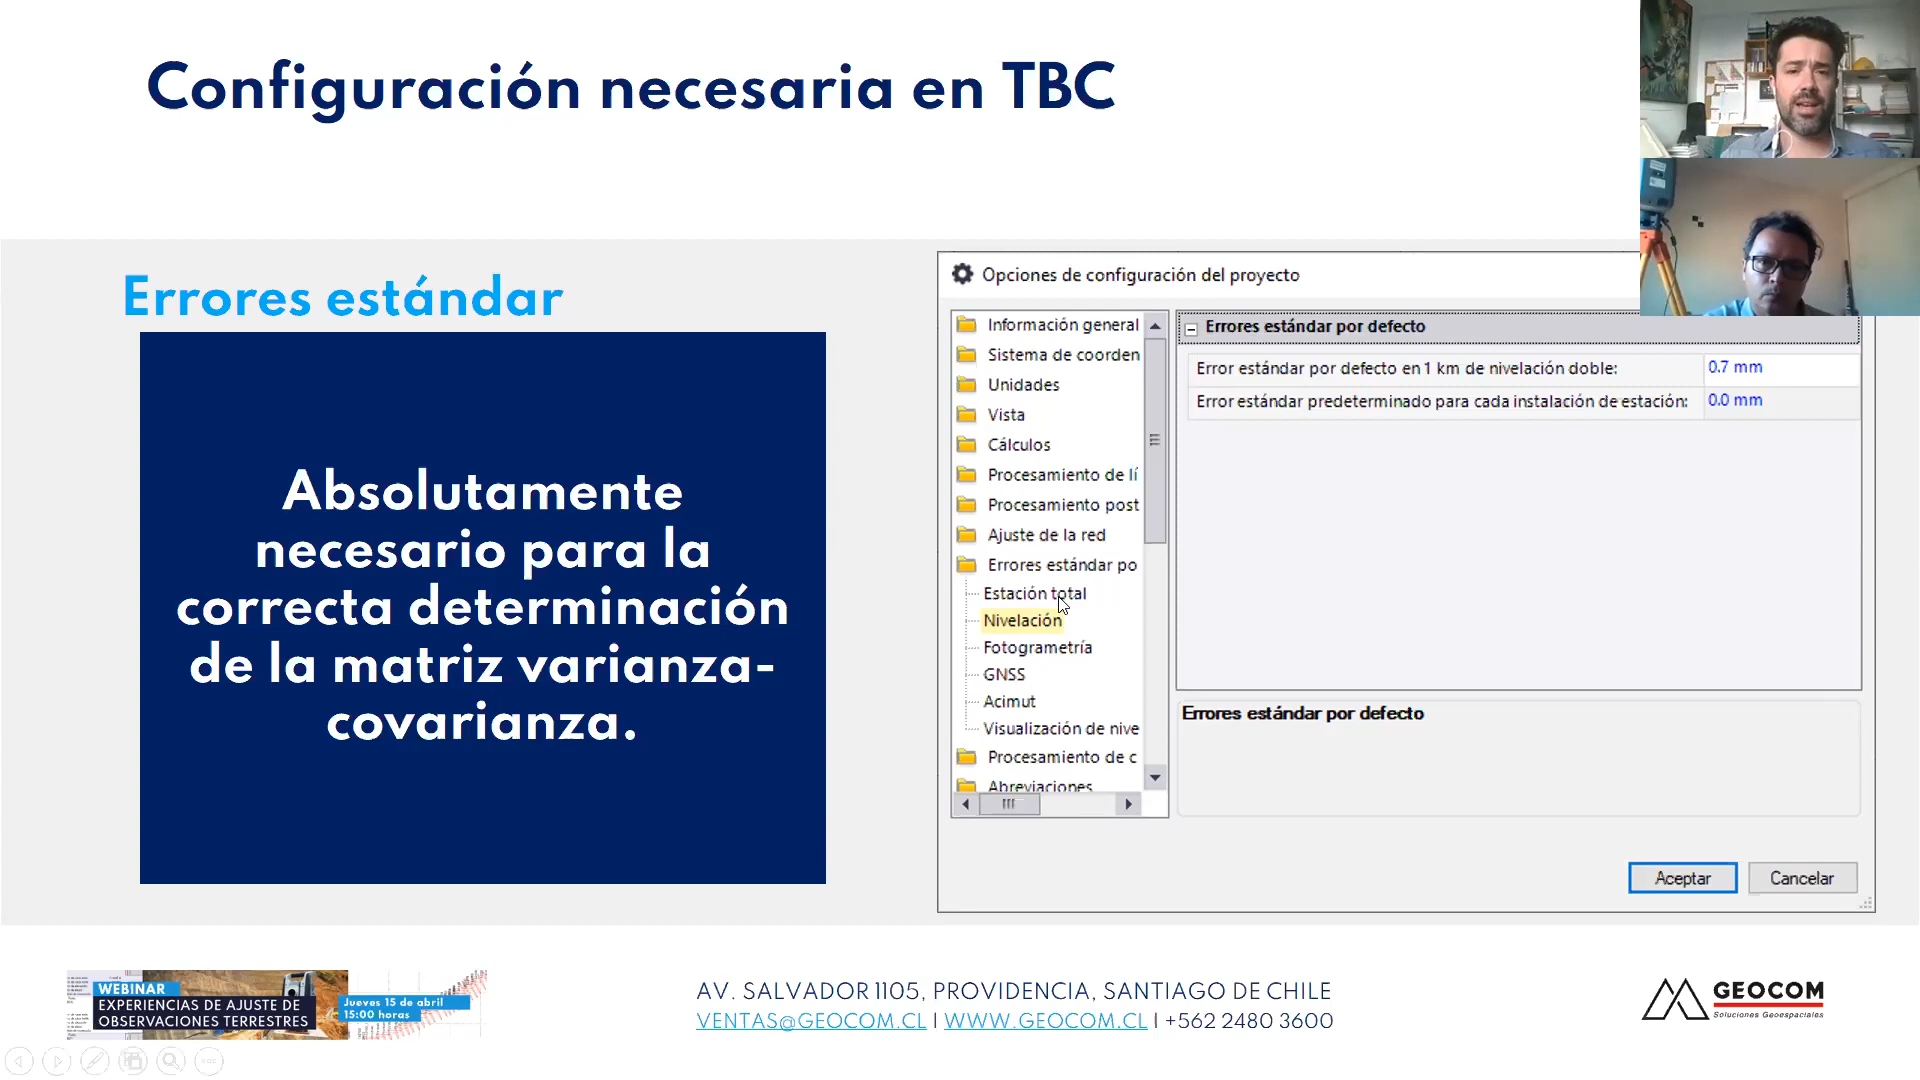 Configuración necesaria en TBC
Errores estándar
Absolutamente
necesario para la
correcta determinación
de la matriz varianza-
covarianza.
Opciones de configuración del proyecto
Información general
Sistema de coorden
Unidades
Vista
Cálculos
Procesamiento de lí
Procesamiento post
Ajuste de la red
Errores estándar po
Estación total
Nivelación
Fotogrametría
GNSS
Acimut
Visualización de nive
Procesamiento de c
Abreviaciones
Errores estándar por defecto
Error estándar por defecto en 1 km de nivelación doble: 0.7 mm
Error estándar predeterminado para cada instalación de estación: 0.0 mm
Errores estándar por defecto
Aceptar Cancelar
WEBINAR
EXPERIENCIAS DE AJUSTE DE
OBSERVACIONES TERRESTRES
Jueves 15 de abril
15:00 horas
AV. SALVADOR 1105, PROVIDENCIA, SANTIAGO DE CHILE
VENTAS@GEOCOM.CL | WWW.GEOCOM.CL | +562 2480 3600
GEOCOM
Soluciones Geoespaciales